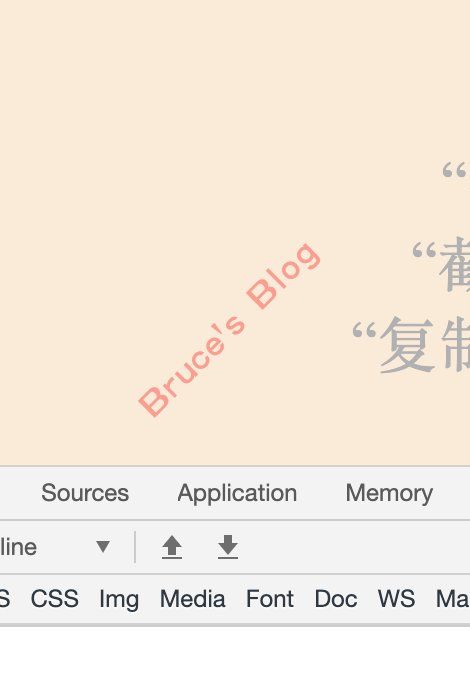 “
“截
“复制
Bruce's Blog
Sources Application Memory
line
S CSS Img Media Font Doc WS Ma